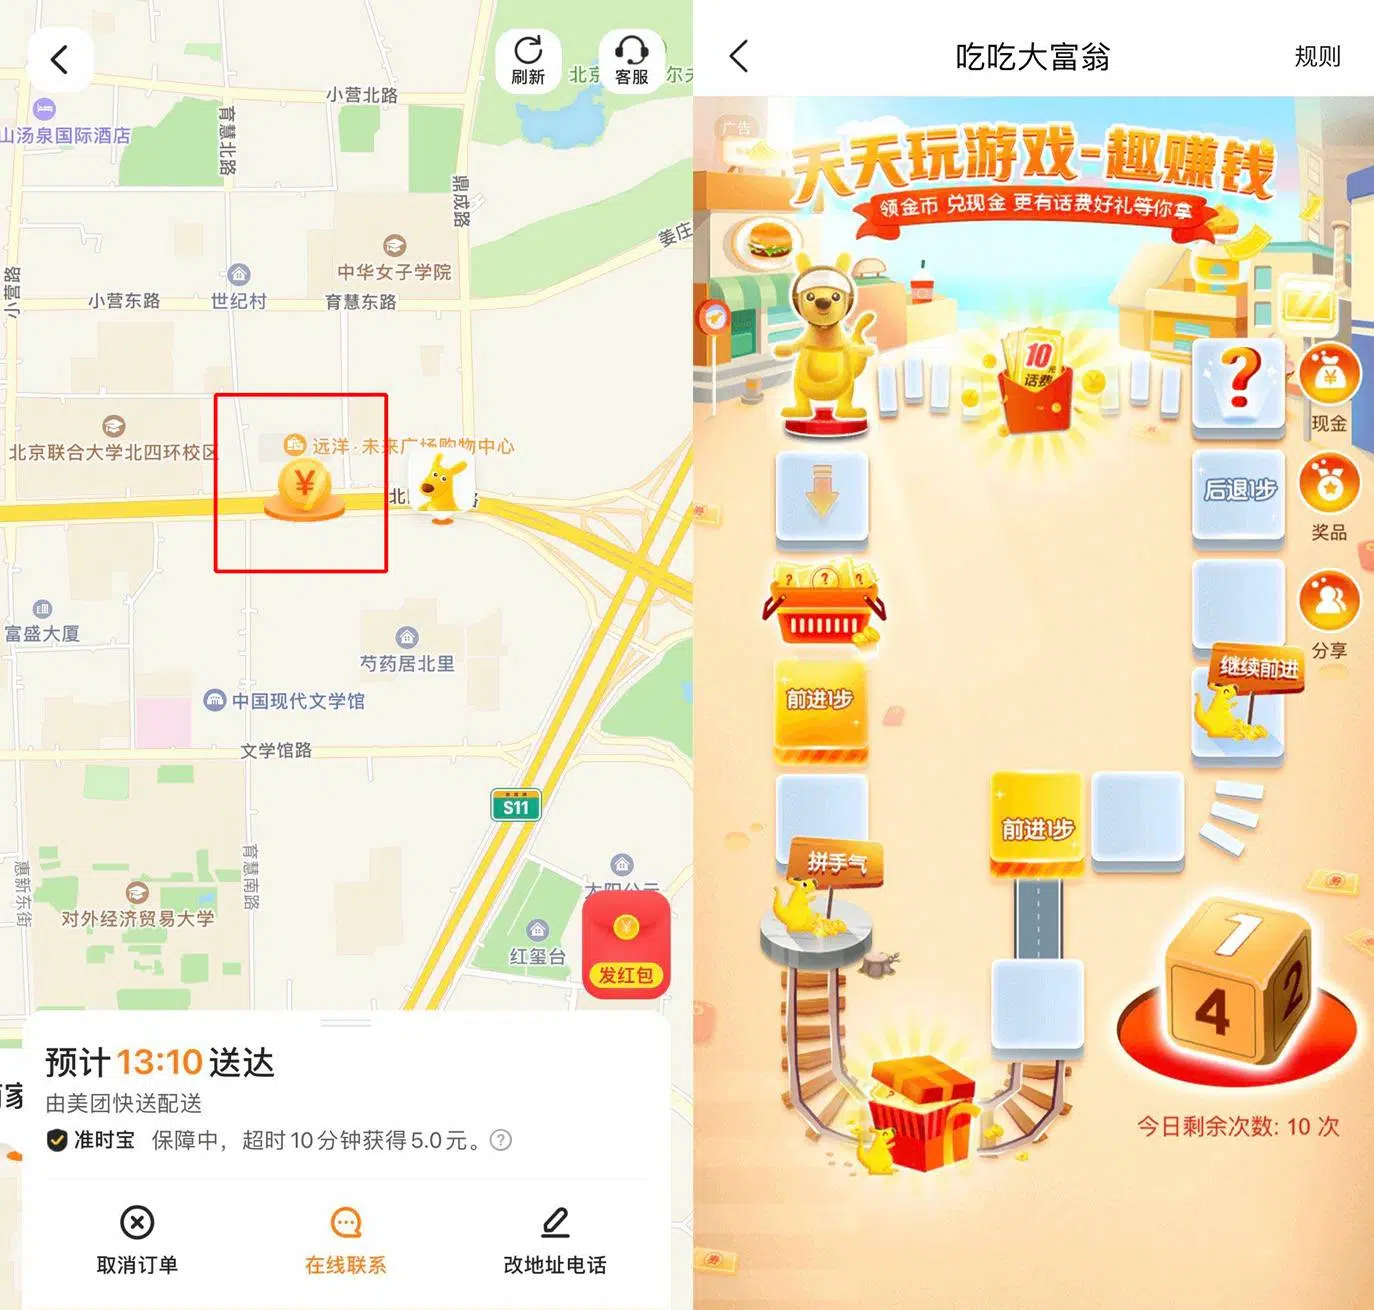 刷新
客服
北京
尔夫
小营北路
山汤泉国际酒店
育慧北路
鼎成路
姜庄
中华女子学院
小营路
小营东路
世纪村
育慧东路
远洋·未来广场购物中心
北京联合大学北四环校区
¥
北
路
富盛大厦
芍药居北里
中国现代文学馆
文学馆路
S11
惠新东街
育慧南路
对外经济贸易大学
太阳公元
红玺台
¥
发红包
预计13:10送达
由美团快送配送
准时宝 保障中，超时10分钟获得5.0元。?
取消订单
在线联系
改地址电话
吃吃大富翁
规则
广告
天天玩游戏-趣赚钱
领金币 兑现金 更有话费好礼等你拿
10元
话费
?
¥
现金
后退1步
奖品
? ? ?
分享
继续前进
前进1步
前进1步
拼手气
券
1
4
2
今日剩余次数: 10 次
券